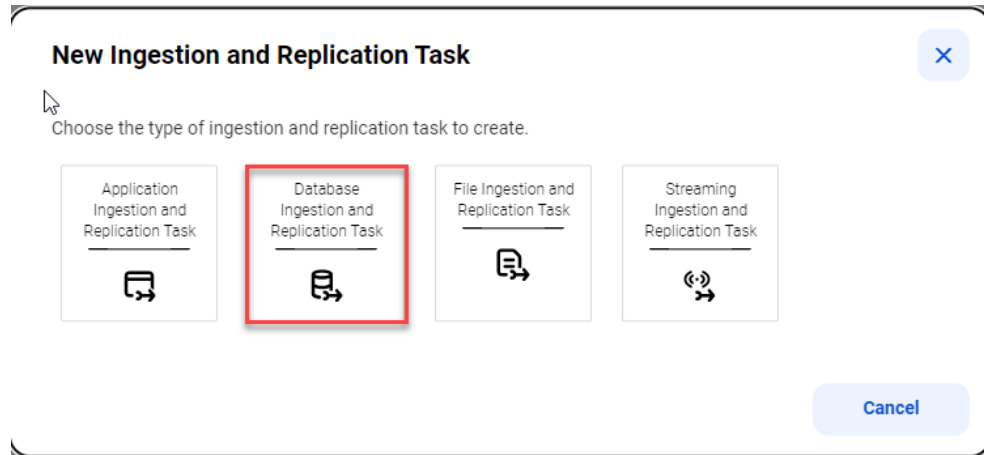 New Ingestion and Replication Task
Choose the type of ingestion and replication task to create.
Application
Ingestion and
Replication Task
Database
Ingestion and
Replication Task
File Ingestion and
Replication Task
Streaming
Ingestion and
Replication Task
Cancel